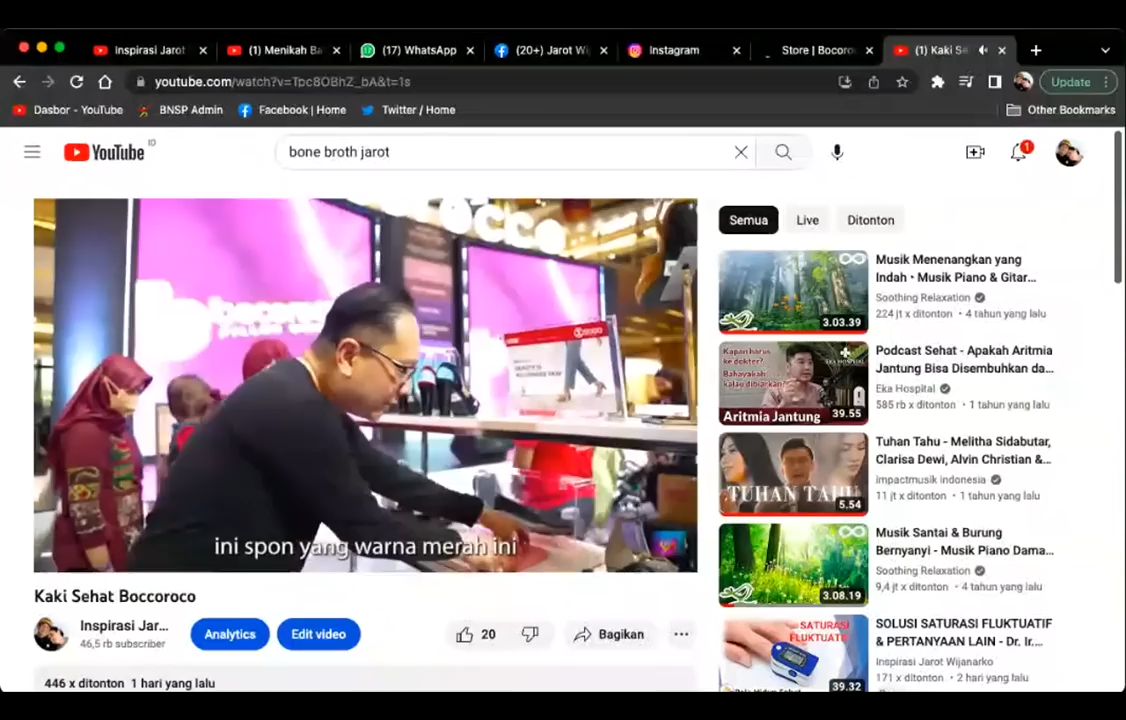 Inspirasi Jarot
(1) Menikah Ba
(17) WhatsApp
(20+) Jarot Wi
Instagram
Store | Bocoro
(1) Kaki Se
youtube.com/watch?v=Tpc8OBhZ_bA&t=1s
Update
Dasbor - YouTube
BNSP Admin
Facebook | Home
Twitter / Home
Other Bookmarks
YouTube
ID
bone broth jarot
1
occo
ini spon yang warna merah ini
Kaki Sehat Boccoroco
Inspirasi Jar...
46,5 rb subscriber
Analytics
Edit video
20
Bagikan
446 x ditonton 1 hari yang lalu
Semua
Live
Ditonton
3.03.39
Musik Menenangkan yang
Indah • Musik Piano & Gitar...
Soothing Relaxation
224 jt x ditonton • 4 tahun yang lalu
Kapan harus
ke dokter?
Bahayakah
kalau dibiarkan?
EKA HOSPITAL
Aritmia Jantung
39.55
Podcast Sehat - Apakah Aritmia
Jantung Bisa Disembuhkan da...
Eka Hospital
585 rb x ditonton • 1 tahun yang lalu
TUHAN TAHU
5.54
Tuhan Tahu - Melitha Sidabutar,
Clarisa Dewi, Alvin Christian &...
Impactmusik indonesia
11 jt x ditonton • 1 tahun yang lalu
3.08.19
Musik Santai & Burung
Bernyanyi - Musik Piano Dama...
Soothing Relaxation
9,4 jt x ditonton • 4 tahun yang lalu
SATURASI
FLUKTUATIF
39.32
SOLUSI SATURASI FLUKTUATIF
& PERTANYAAN LAIN - Dr. Ir....
Inspirasi Jarot Wijanarko
171 x ditonton • 2 hari yang lalu